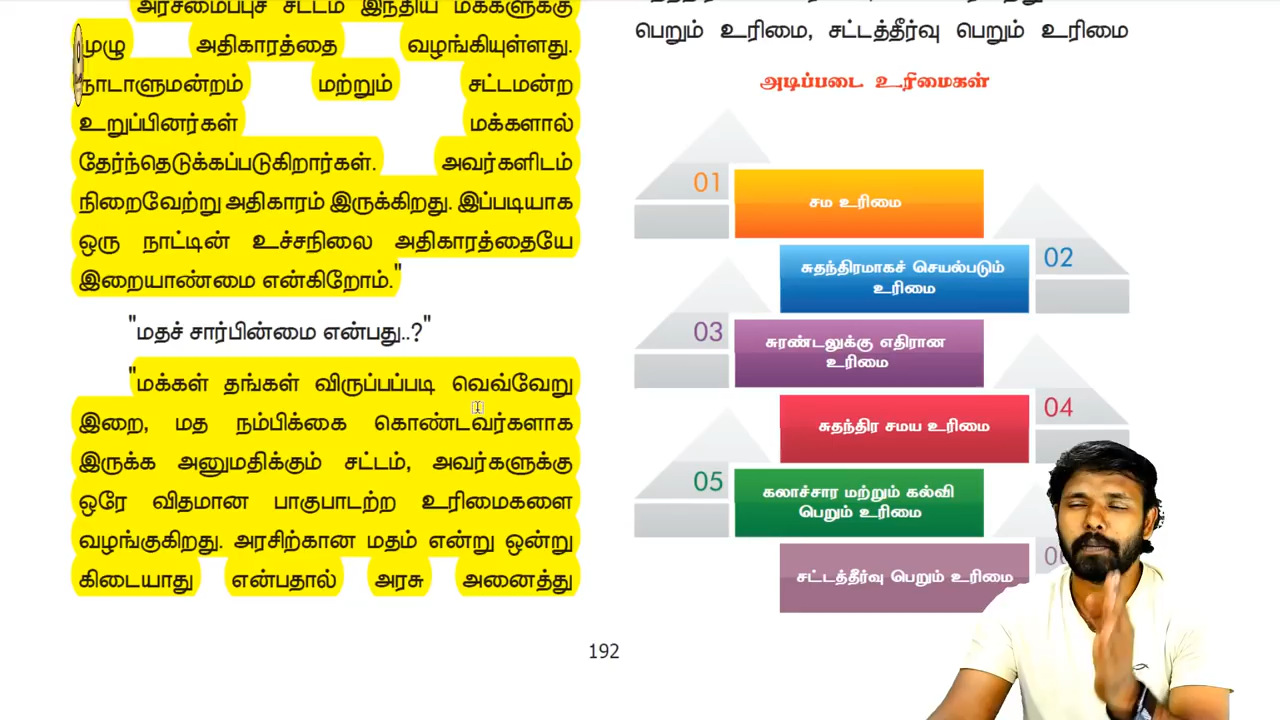 அரசமைப்புச் சட்டம் இந்திய மக்களுக்கு
முழு அதிகாரத்தை வழங்கியுள்ளது.
நாடாளுமன்றம் மற்றும் சட்டமன்ற
உறுப்பினர்கள் மக்களால்
தேர்ந்தெடுக்கப்படுகிறார்கள். அவர்களிடம்
நிறைவேற்று அதிகாரம் இருக்கிறது. இப்படியாக
ஒரு நாட்டின் உச்சநிலை அதிகாரத்தையே
இறையாண்மை என்கிறோம்."
"மதச் சார்பின்மை என்பது..?"
"மக்கள் தங்கள் விருப்பப்படி வெவ்வேறு
இறை, மத நம்பிக்கை கொண்டவர்களாக
இருக்க அனுமதிக்கும் சட்டம், அவர்களுக்கு
ஒரே விதமான பாகுபாடற்ற உரிமைகளை
வழங்குகிறது. அரசிற்கான மதம் என்று ஒன்று
கிடையாது என்பதால் அரசு அனைத்து
பெறும் உரிமை, சட்டத்தீர்வு பெறும் உரிமை
அடிப்படை உரிமைகள்
01
சம உரிமை
சுதந்திரமாகச் செயல்படும்
உரிமை
02
03
சுரண்டலுக்கு எதிரான
உரிமை
சுதந்திர சமய உரிமை
04
05
கலாச்சார மற்றும் கல்வி
பெறும் உரிமை
சட்டத்தீர்வு பெறும் உரிமை
192